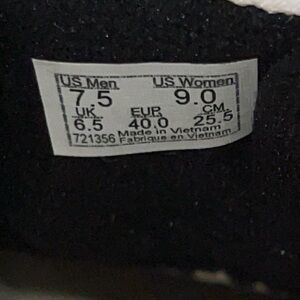 US Men US Women
7.5 9.0
UK EUR CM
6.5 40.0 25.5
Made in Vietnam
721356 Fabriqué en Vietnam